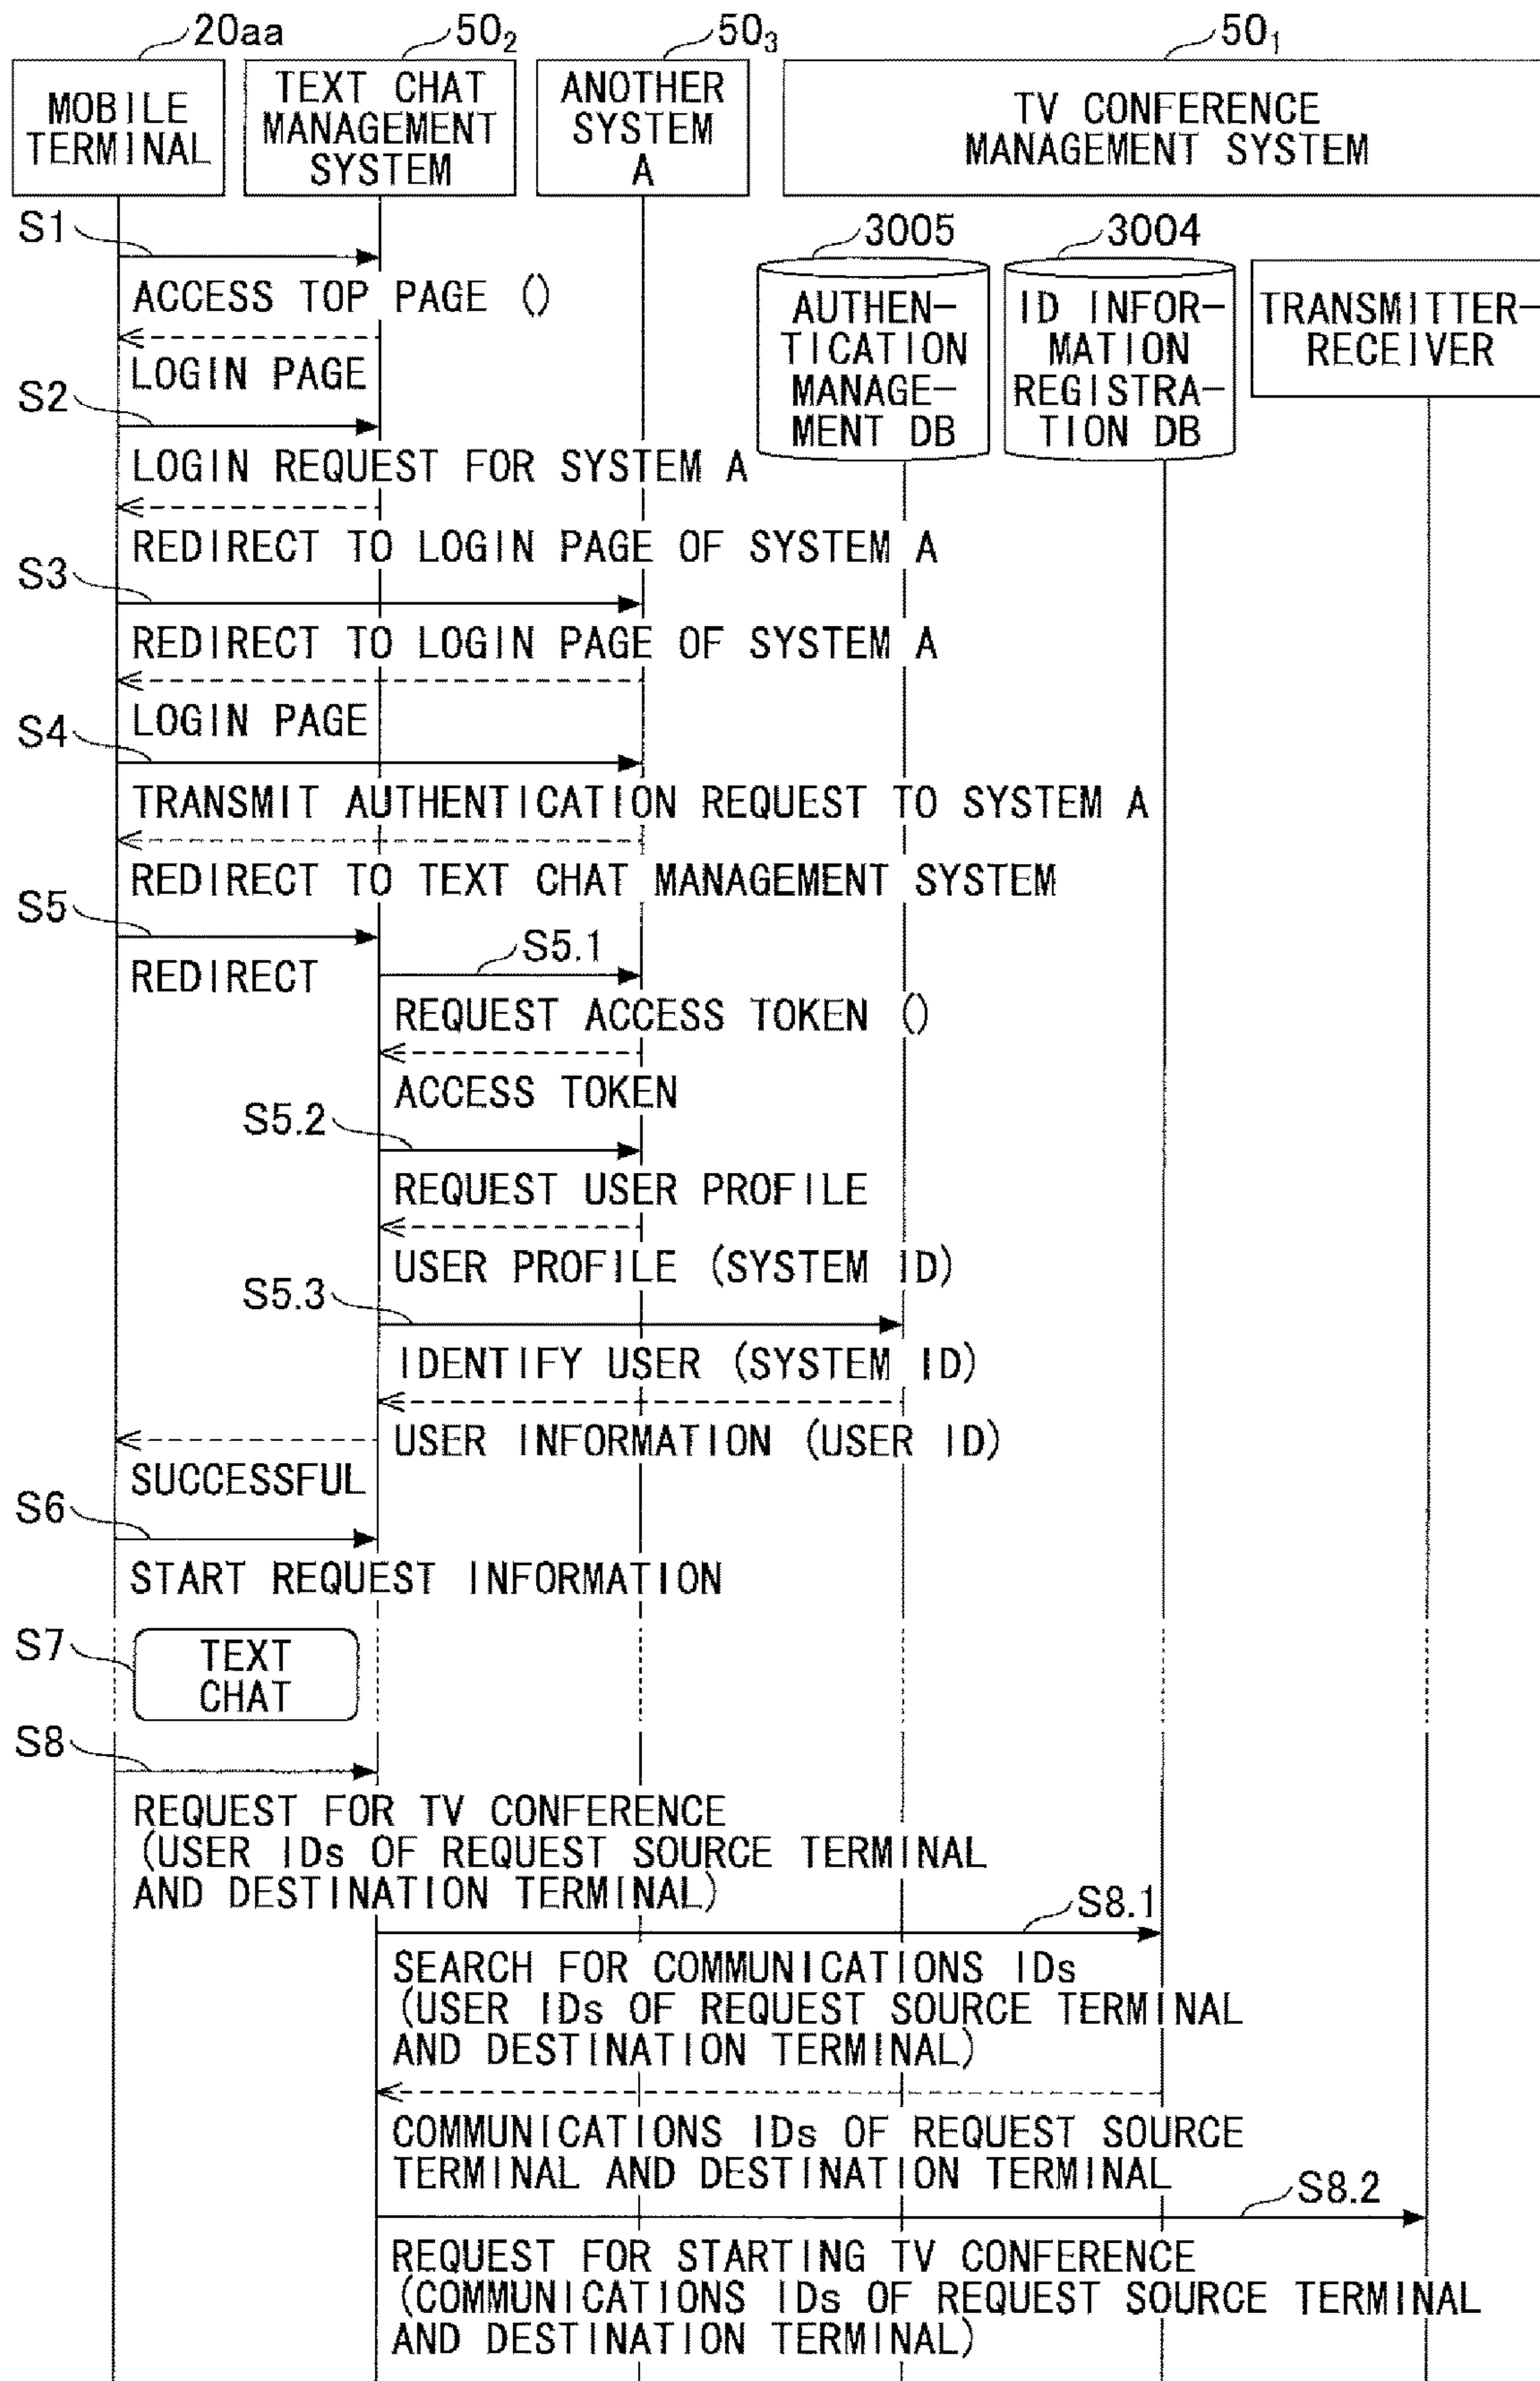 20aa
50₂
50₃
50₁
MOBILE
TERMINAL
TEXT CHAT
MANAGEMENT
SYSTEM
ANOTHER
SYSTEM
A
TV CONFERENCE
MANAGEMENT SYSTEM
3005
3004
AUTHEN-
TICATION
MANAGE-
MENT DB
ID INFOR-
MATION
REGISTRA-
TION DB
TRANSMITTER-
RECEIVER
S1
ACCESS TOP PAGE ()
LOGIN PAGE
S2
LOGIN REQUEST FOR SYSTEM A
REDIRECT TO LOGIN PAGE OF SYSTEM A
S3
REDIRECT TO LOGIN PAGE OF SYSTEM A
LOGIN PAGE
S4
TRANSMIT AUTHENTICATION REQUEST TO SYSTEM A
REDIRECT TO TEXT CHAT MANAGEMENT SYSTEM
S5
REDIRECT
S5.1
REQUEST ACCESS TOKEN ()
ACCESS TOKEN
S5.2
REQUEST USER PROFILE
USER PROFILE (SYSTEM ID)
S5.3
IDENTIFY USER (SYSTEM ID)
USER INFORMATION (USER ID)
SUCCESSFUL
S6
START REQUEST INFORMATION
S7
TEXT
CHAT
S8
REQUEST FOR TV CONFERENCE
(USER IDs OF REQUEST SOURCE TERMINAL
AND DESTINATION TERMINAL)
S8.1
SEARCH FOR COMMUNICATIONS IDs
(USER IDs OF REQUEST SOURCE TERMINAL
AND DESTINATION TERMINAL)
COMMUNICATIONS IDs OF REQUEST SOURCE
TERMINAL AND DESTINATION TERMINAL
S8.2
REQUEST FOR STARTING TV CONFERENCE
(COMMUNICATIONS IDs OF REQUEST SOURCE TERMINAL
AND DESTINATION TERMINAL)